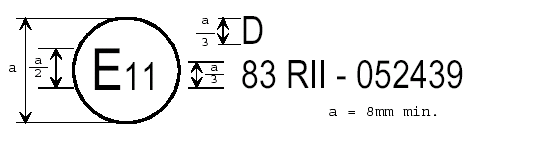 a
a
2
E11
a
3
D
a
3
83 RII - 052439
a = 8mm min.